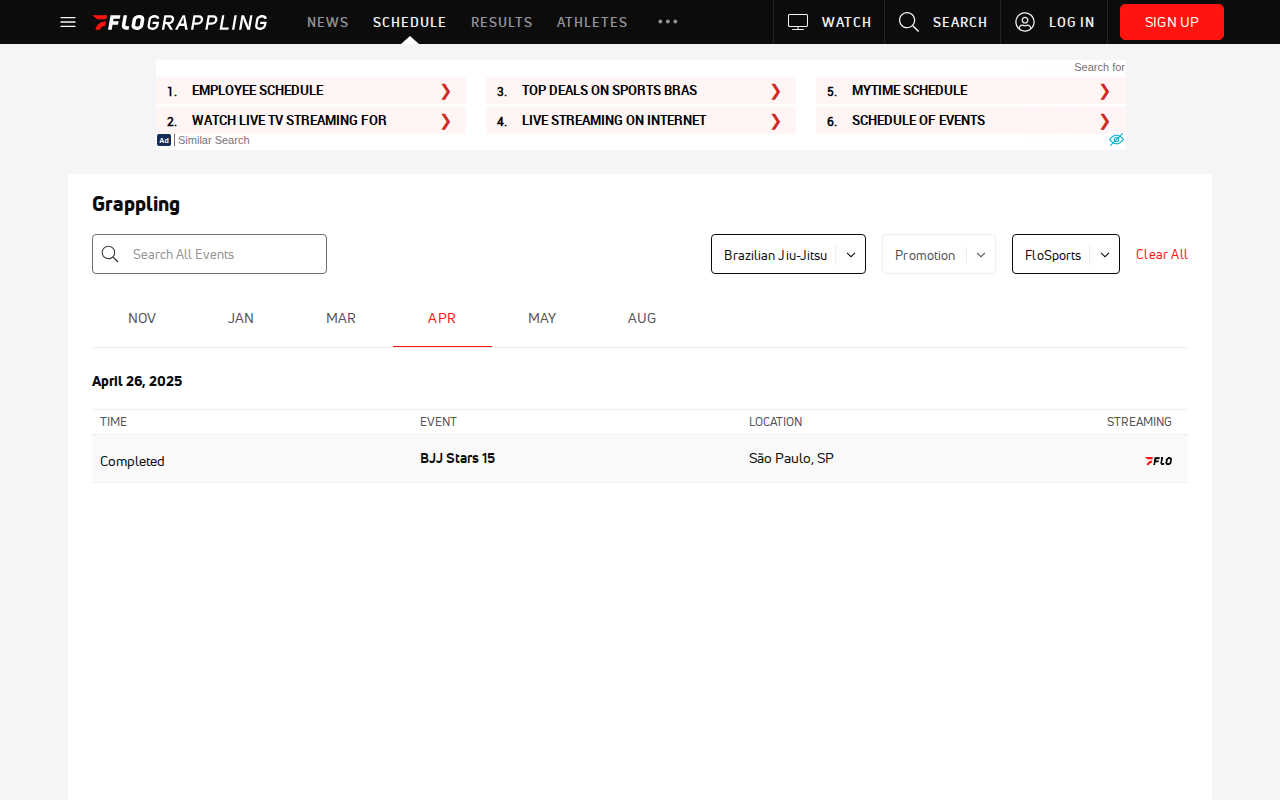 FLOGRAPPLING NEWS SCHEDULE RESULTS ATHLETES ••• WATCH SEARCH LOG IN SIGN UP
Search for
1. EMPLOYEE SCHEDULE ❯ 3. TOP DEALS ON SPORTS BRAS ❯ 5. MYTIME SCHEDULE ❯
2. WATCH LIVE TV STREAMING FOR ❯ 4. LIVE STREAMING ON INTERNET ❯ 6. SCHEDULE OF EVENTS ❯
Ad | Similar Search
Grappling
Search All Events Brazilian Jiu-Jitsu Promotion FloSports Clear All
NOV JAN MAR APR MAY AUG
April 26, 2025
TIME EVENT LOCATION STREAMING
Completed BJJ Stars 15 São Paulo, SP FLO